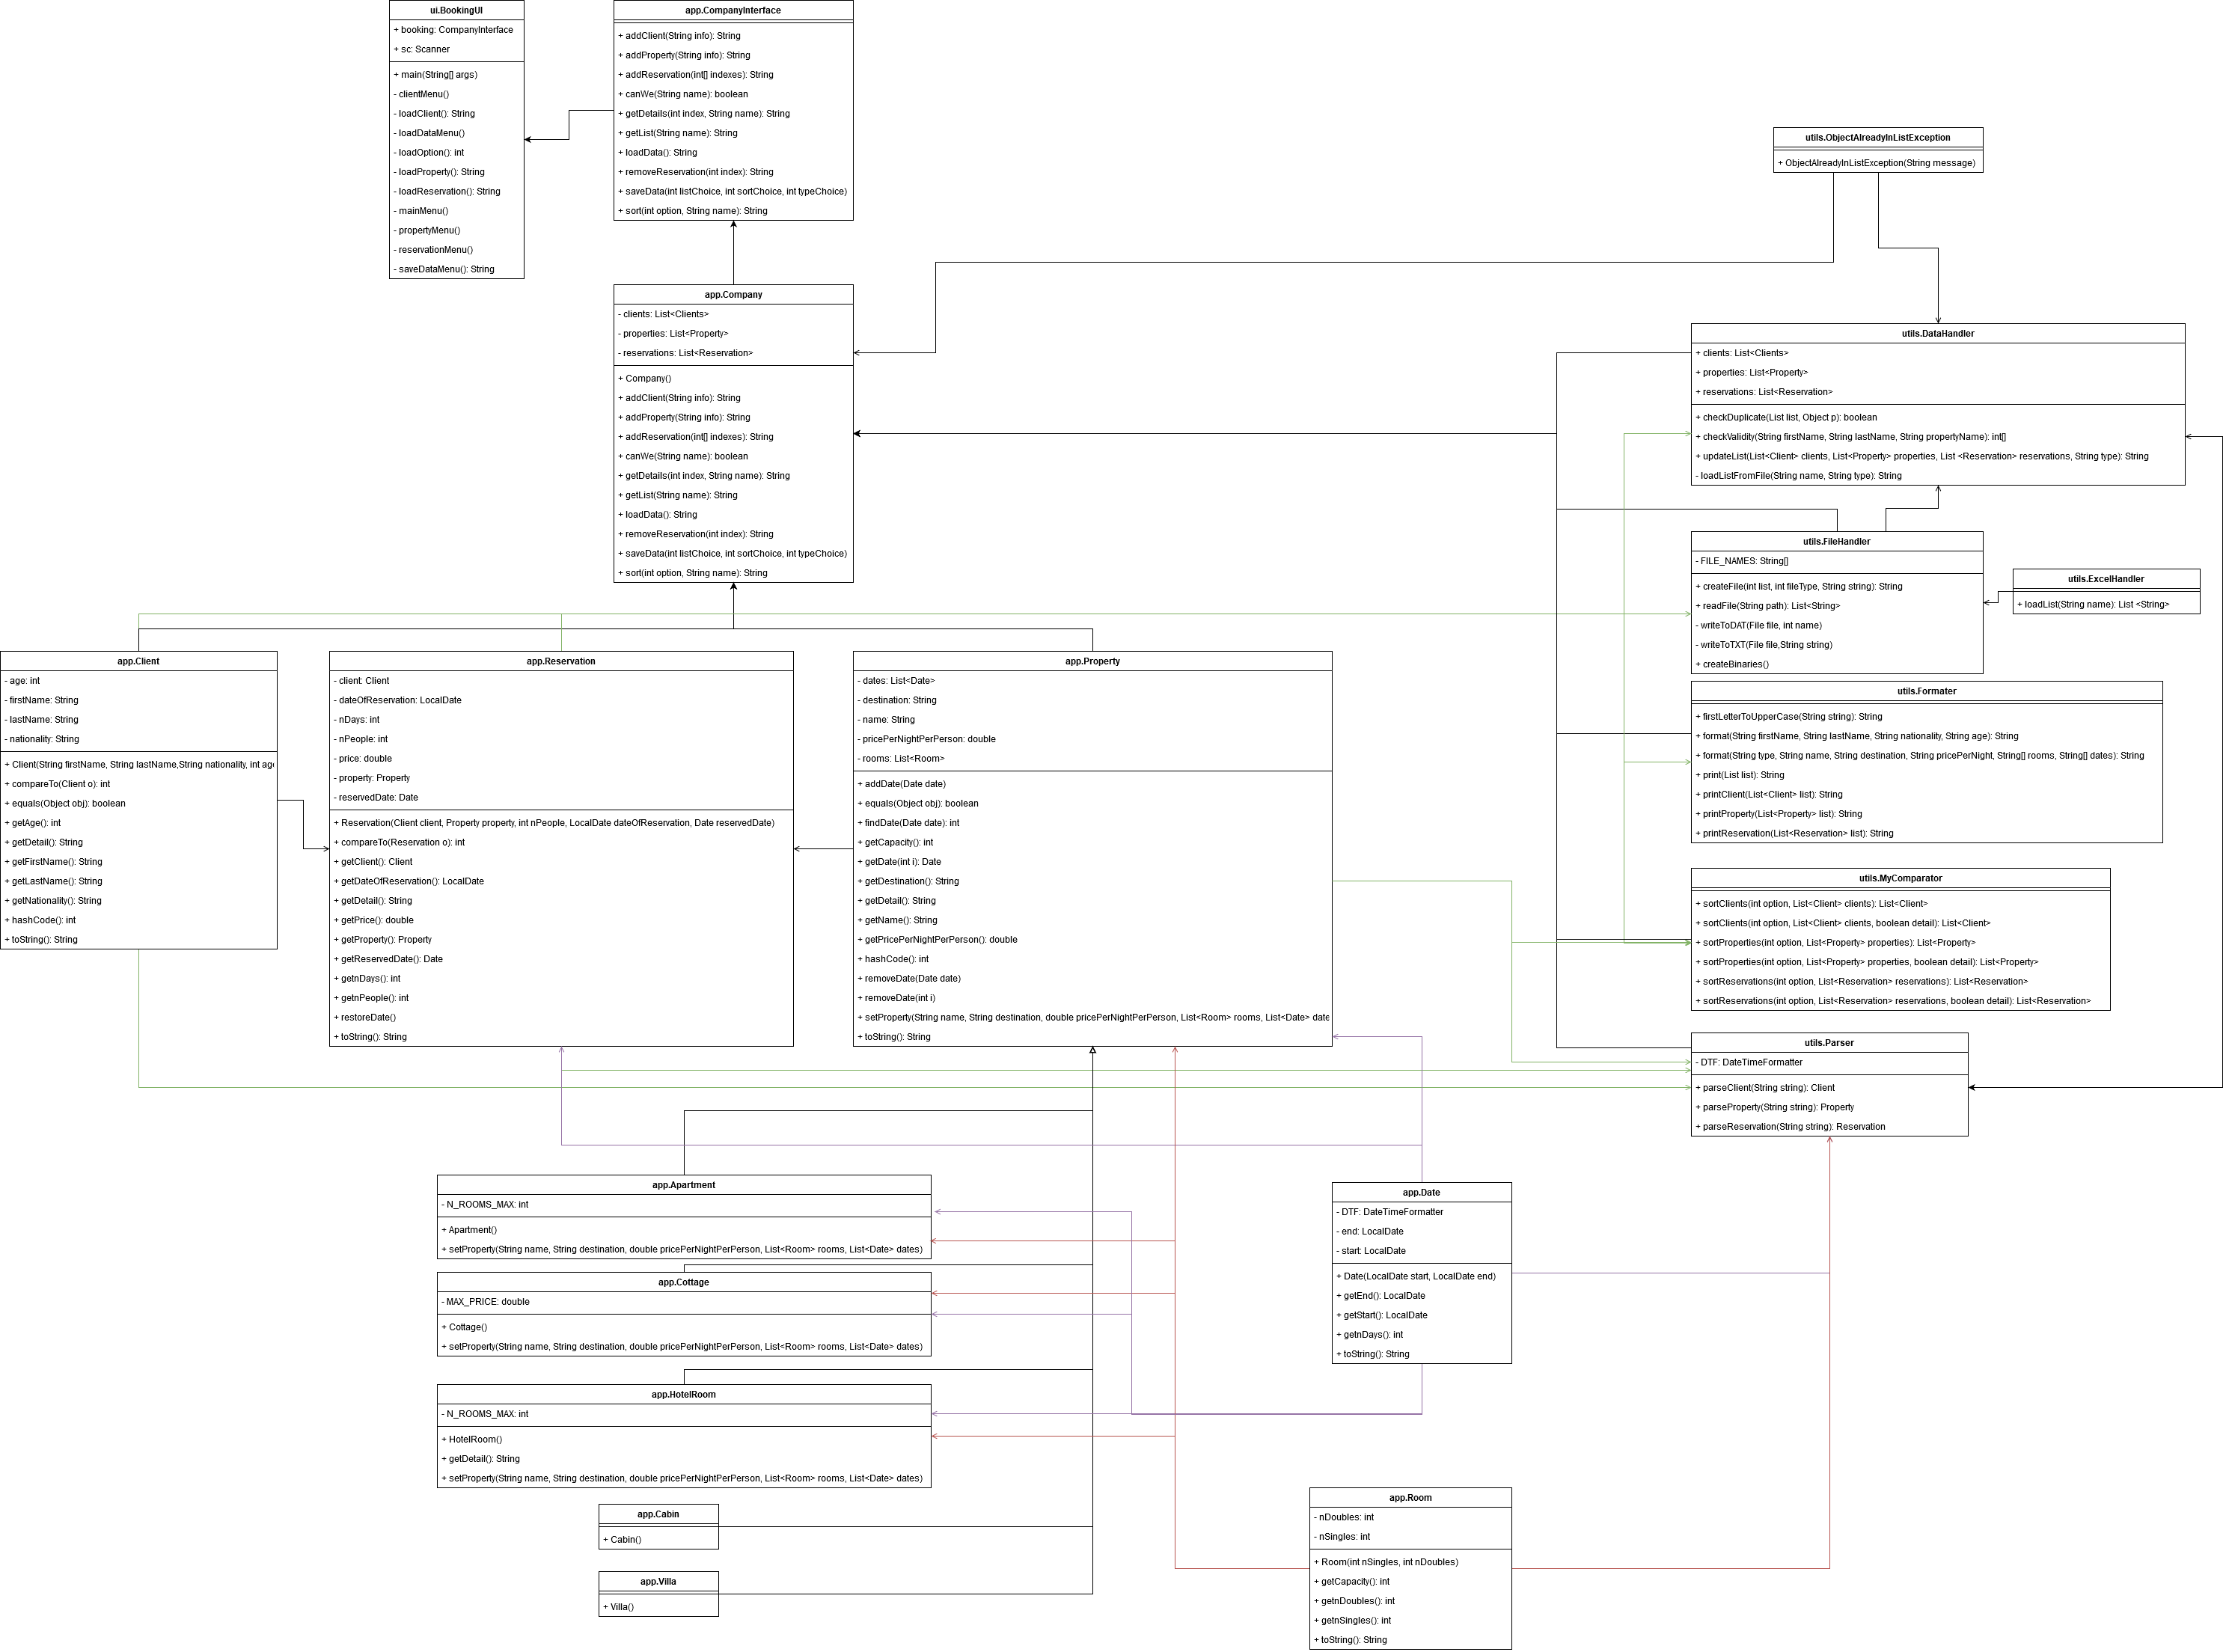 ui.BookingUI
+ booking: CompanyInterface
+ sc: Scanner
+ main(String[] args)
- clientMenu()
- loadClient(): String
- loadDataMenu()
- loadOption(): int
- loadProperty(): String
- loadReservation(): String
- mainMenu()
- propertyMenu()
- reservationMenu()
- saveDataMenu(): String
app.CompanyInterface
+ addClient(String info): String
+ addProperty(String info): String
+ addReservation(int[] indexes): String
+ canWe(String name): boolean
+ getDetails(int index, String name): String
+ getList(String name): String
+ loadData(): String
+ removeReservation(int index): String
+ saveData(int listChoice, int sortChoice, int typeChoice)
+ sort(int option, String name): String
utils.ObjectAlreadyInListException
+ ObjectAlreadyInListException(String message)
app.Company
- clients: List<Clients>
- properties: List<Property>
- reservations: List<Reservation>
+ Company()
+ addClient(String info): String
+ addProperty(String info): String
+ addReservation(int[] indexes): String
+ canWe(String name): boolean
+ getDetails(int index, String name): String
+ getList(String name): String
+ loadData(): String
+ removeReservation(int index): String
+ saveData(int listChoice, int sortChoice, int typeChoice)
+ sort(int option, String name): String
utils.DataHandler
+ clients: List<Clients>
+ properties: List<Property>
+ reservations: List<Reservation>
+ checkDuplicate(List list, Object p): boolean
+ checkValidity(String firstName, String lastName, String propertyName): int[]
+ updateList(List<Client> clients, List<Property> properties, List <Reservation> reservations, String type): String
- loadListFromFile(String name, String type): String
utils.FileHandler
- FILE_NAMES: String[]
+ createFile(int list, int fileType, String string): String
+ readFile(String path): List<String>
- writeToDAT(File file, int name)
- writeToTXT(File file,String string)
+ createBinaries()
utils.ExcelHandler
+ loadList(String name): List <String>
app.Client
- age: int
- firstName: String
- lastName: String
- nationality: String
+ Client(String firstName, String lastName,String nationality, int age
+ compareTo(Client o): int
+ equals(Object obj): boolean
+ getAge(): int
+ getDetail(): String
+ getFirstName(): String
+ getLastName(): String
+ getNationality(): String
+ hashCode(): int
+ toString(): String
app.Reservation
- client: Client
- dateOfReservation: LocalDate
- nDays: int
- nPeople: int
- price: double
- property: Property
- reservedDate: Date
+ Reservation(Client client, Property property, int nPeople, LocalDate dateOfReservation, Date reservedDate)
+ compareTo(Reservation o): int
+ getClient(): Client
+ getDateOfReservation(): LocalDate
+ getDetail(): String
+ getPrice(): double
+ getProperty(): Property
+ getReservedDate(): Date
+ getnDays(): int
+ getnPeople(): int
+ restoreDate()
+ toString(): String
app.Property
- dates: List<Date>
- destination: String
- name: String
- pricePerNightPerPerson: double
- rooms: List<Room>
+ addDate(Date date)
+ equals(Object obj): boolean
+ findDate(Date date): int
+ getCapacity(): int
+ getDate(int i): Date
+ getDestination(): String
+ getDetail(): String
+ getName(): String
+ getPricePerNightPerPerson(): double
+ hashCode(): int
+ removeDate(Date date)
+ removeDate(int i)
+ setProperty(String name, String destination, double pricePerNightPerPerson, List<Room> rooms, List<Date> date
+ toString(): String
utils.Formater
+ firstLetterToUpperCase(String string): String
+ format(String firstName, String lastName, String nationality, String age): String
+ format(String type, String name, String destination, String pricePerNight, String[] rooms, String[] dates): String
+ print(List list): String
+ printClient(List<Client> list): String
+ printProperty(List<Property> list): String
+ printReservation(List<Reservation> list): String
utils.MyComparator
+ sortClients(int option, List<Client> clients): List<Client>
+ sortClients(int option, List<Client> clients, boolean detail): List<Client>
+ sortProperties(int option, List<Property> properties): List<Property>
+ sortProperties(int option, List<Property> properties, boolean detail): List<Property>
+ sortReservations(int option, List<Reservation> reservations): List<Reservation>
+ sortReservations(int option, List<Reservation> reservations, boolean detail): List<Reservation>
utils.Parser
- DTF: DateTimeFormatter
+ parseClient(String string): Client
+ parseProperty(String string): Property
+ parseReservation(String string): Reservation
app.Apartment
- N_ROOMS_MAX: int
+ Apartment()
+ setProperty(String name, String destination, double pricePerNightPerPerson, List<Room> rooms, List<Date> dates)
app.Cottage
- MAX_PRICE: double
+ Cottage()
+ setProperty(String name, String destination, double pricePerNightPerPerson, List<Room> rooms, List<Date> dates)
app.HotelRoom
- N_ROOMS_MAX: int
+ HotelRoom()
+ getDetail(): String
+ setProperty(String name, String destination, double pricePerNightPerPerson, List<Room> rooms, List<Date> dates)
app.Cabin
+ Cabin()
app.Villa
+ Villa()
app.Date
- DTF: DateTimeFormatter
- end: LocalDate
- start: LocalDate
+ Date(LocalDate start, LocalDate end)
+ getEnd(): LocalDate
+ getStart(): LocalDate
+ getnDays(): int
+ toString(): String
app.Room
- nDoubles: int
- nSingles: int
+ Room(int nSingles, int nDoubles)
+ getCapacity(): int
+ getnDoubles(): int
+ getnSingles(): int
+ toString(): String